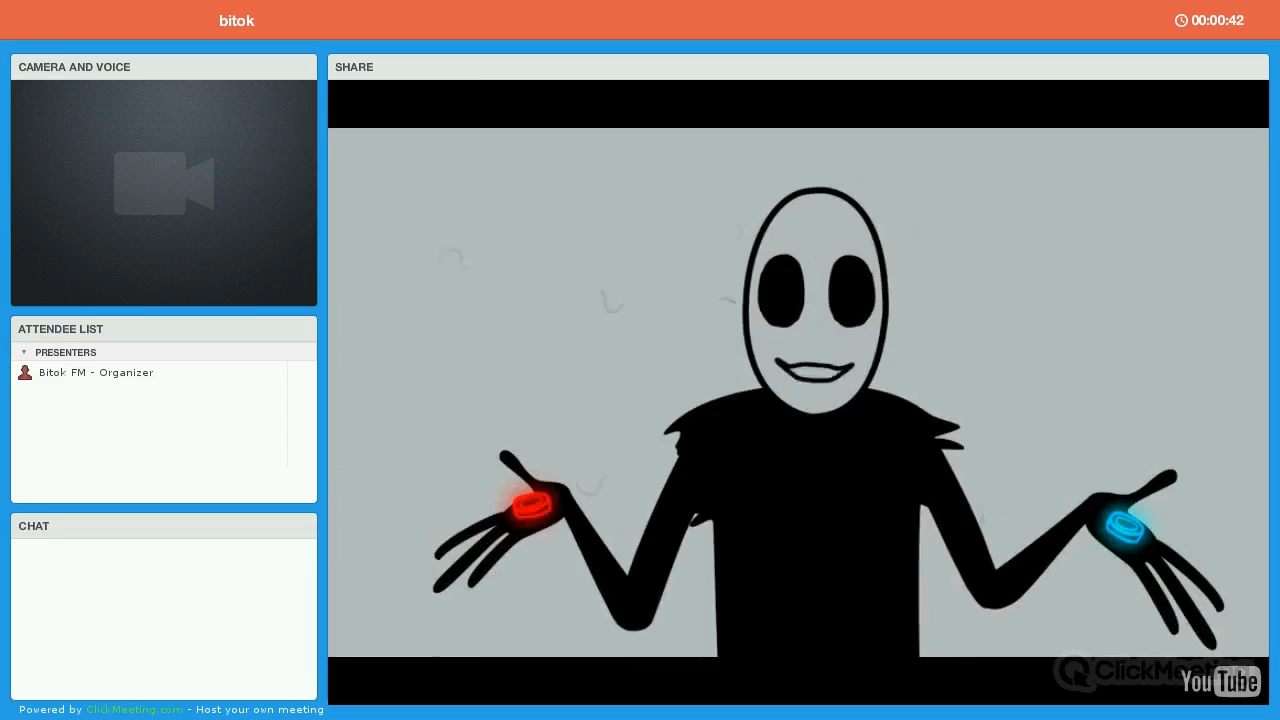 bitok
00:00:42
CAMERA AND VOICE
SHARE
ATTENDEE LIST
PRESENTERS
Bitok FM - Organizer
CHAT
ClickMeeting
YouTube
Powered by ClickMeeting.com - Host your own meeting